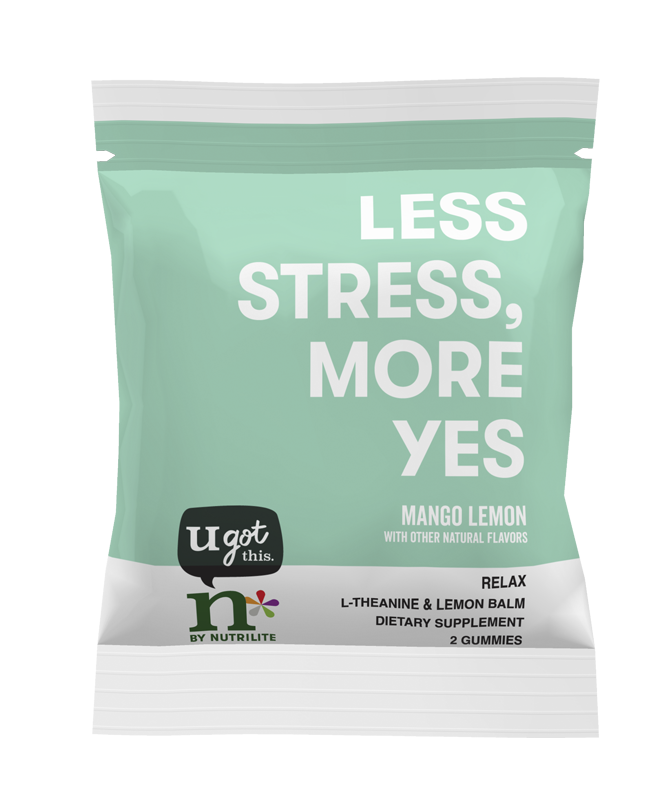 LESS
STRESS,
MORE
YES
MANGO LEMON
WITH OTHER NATURAL FLAVORS
u got
this.
n
BY NUTRILITE
RELAX
L-THEANINE & LEMON BALM
DIETARY SUPPLEMENT
2 GUMMIES